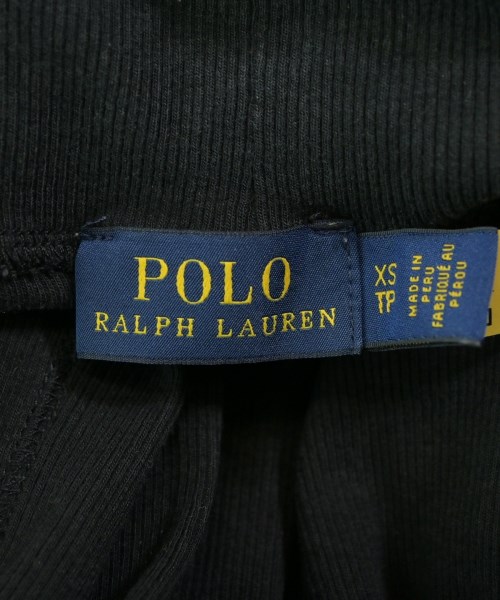 POLO
RALPH LAUREN
XS
TP
MADE IN
PERU
FABRIQUÉ AU
PÉROU